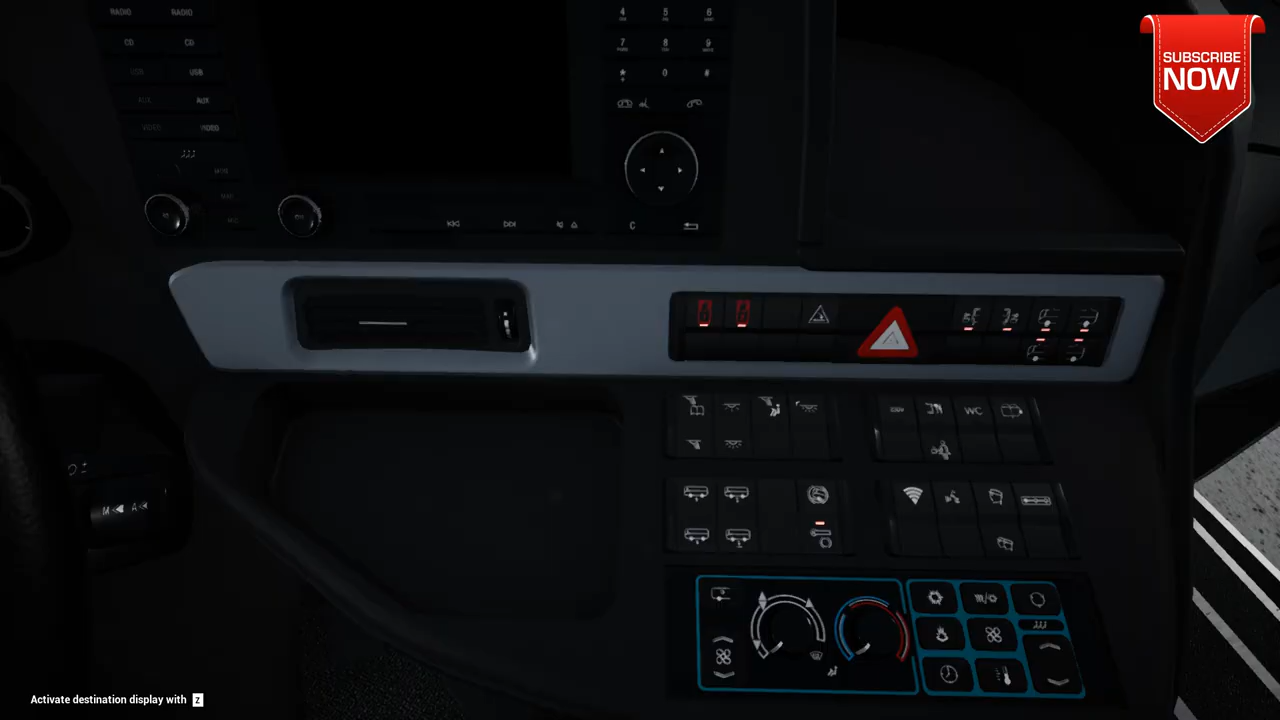 RADIO RADIO
CD CD
USB USB
AUX AUX
VIDEO VIDEO
4 5 6
7 8 9
* 0 #
C
SUBSCRIBE
NOW
WC
M A
Activate destination display with Z